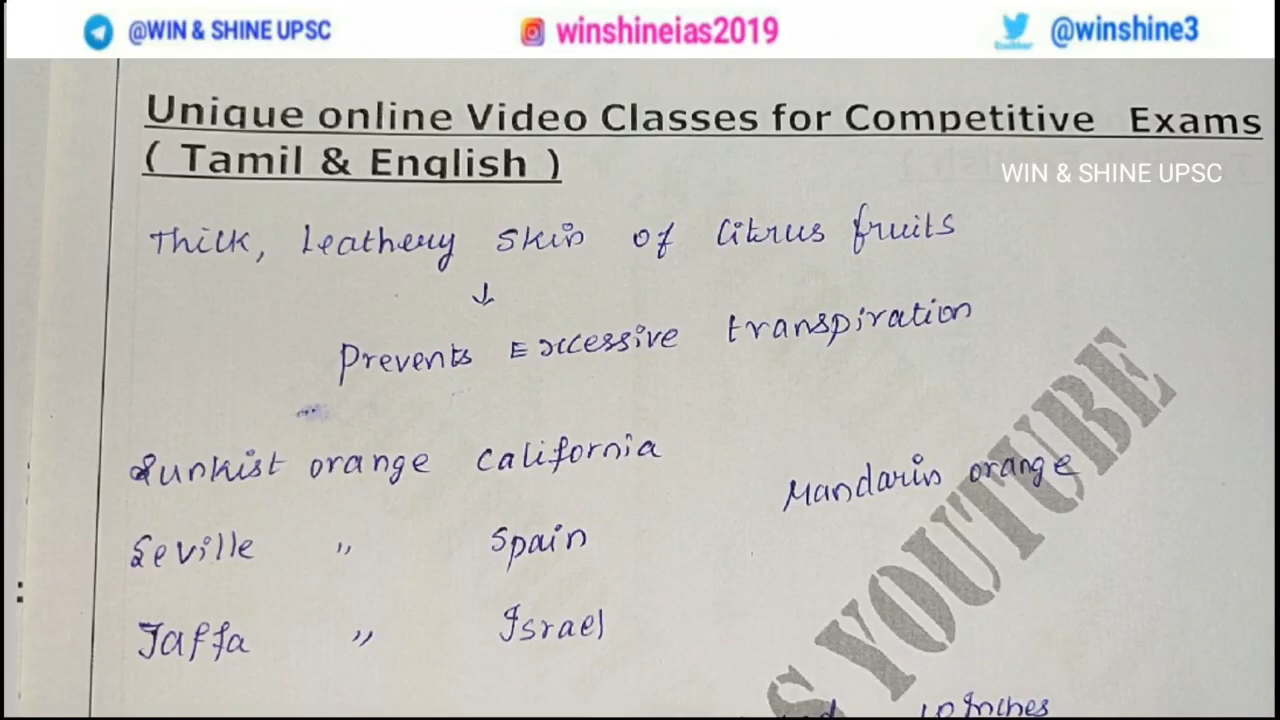 @WIN & SHINE UPSC
winshineias2019
@winshine3
Unique online Video Classes for Competitive Exams
( Tamil & English )
WIN & SHINE UPSC
Thick, Leathery Skin of Citrus fruits
↓
Prevents Excessive transpiration
Sunkist orange California
Mandarin orange
Seville " Spain
Jaffa " Israel
S YOUTUBE
10 Inches